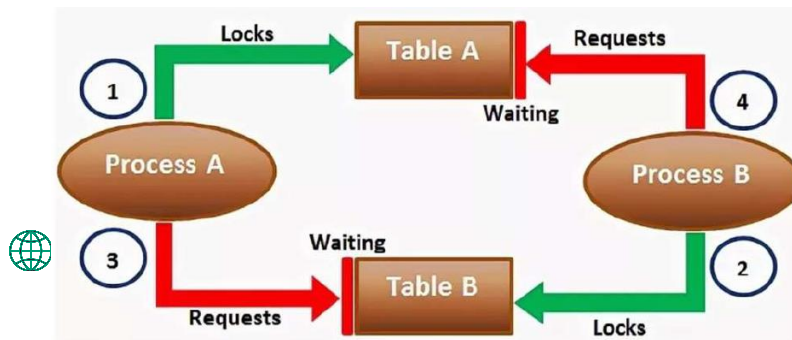 Locks
Table A
Requests
1
Waiting
4
Process A
Process B
3
Waiting
2
Table B
Requests
Locks